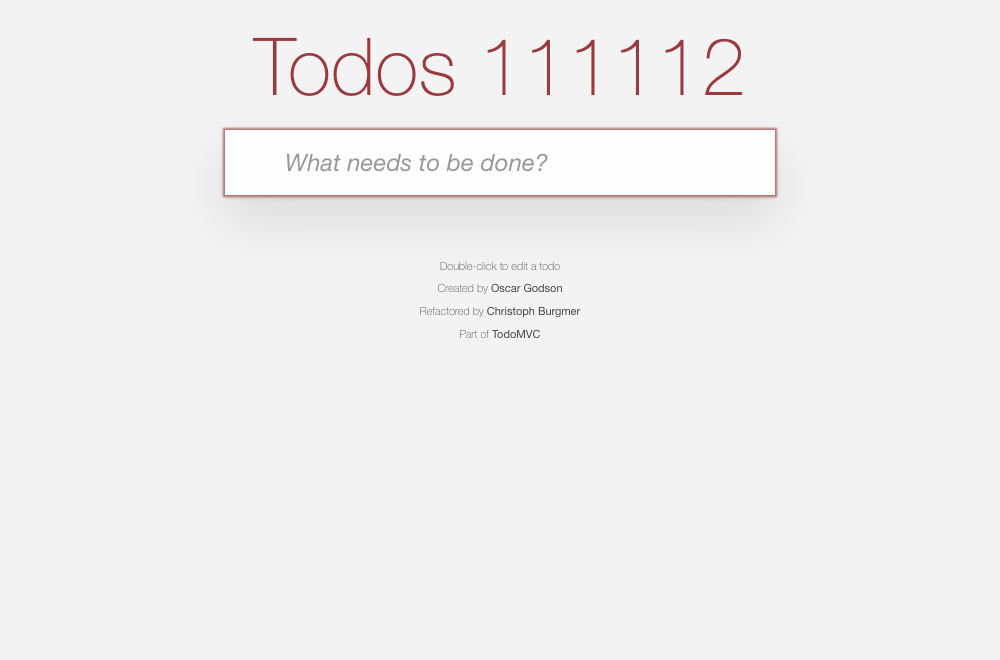 Todos 111112
What needs to be done?
Double-click to edit a todo
Created by Oscar Godson
Refactored by Christoph Burgmer
Part of TodoMVC